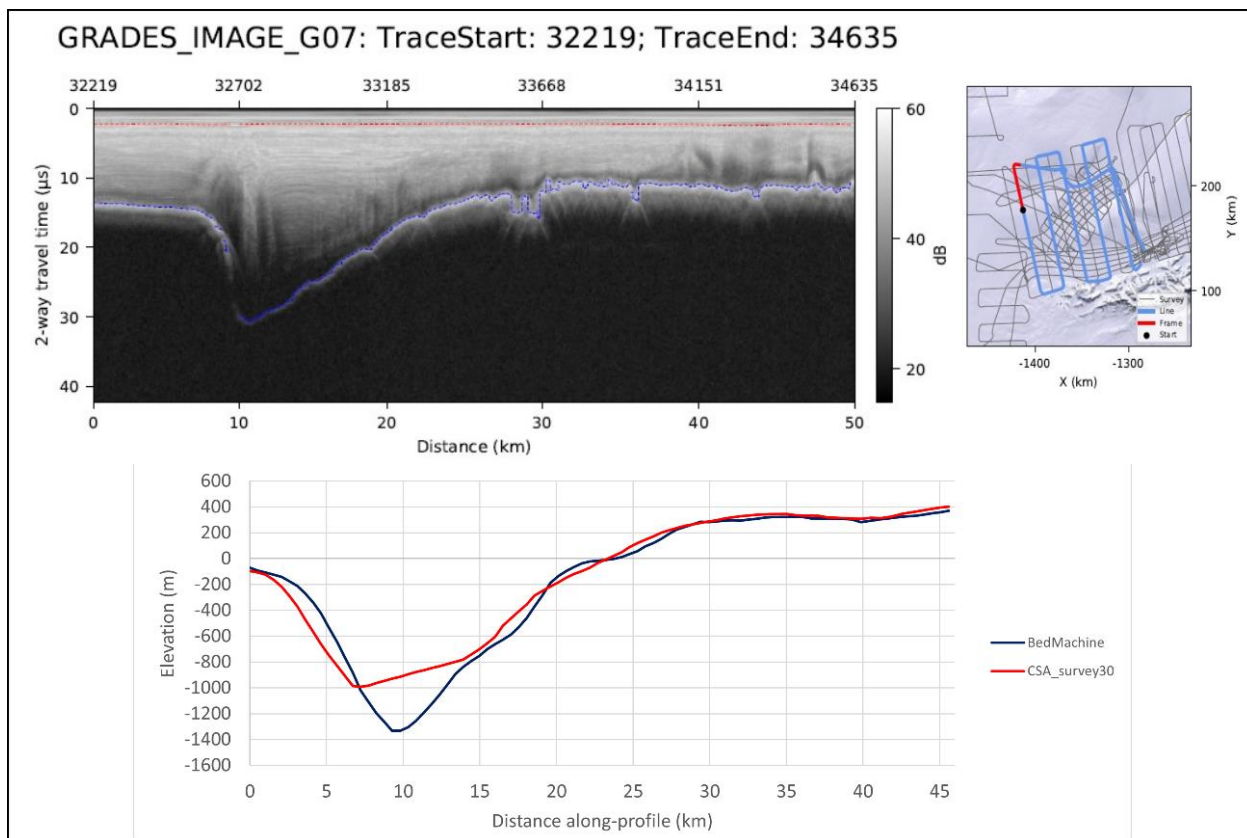 GRADES_IMAGE_G07: TraceStart: 32219; TraceEnd: 34635
32219 32702 33185 33668 34151 34635
0
10
20
30
40
2-way travel time (µs)
0 10 20 30 40 50
Distance (km)
60
40
20
dB
200
100
Y (km)
Survey
Line
Frame
Start
-1400 -1300
X (km)
600
400
200
0
-200
-400
-600
-800
-1000
-1200
-1400
-1600
Elevation (m)
0 5 10 15 20 25 30 35 40 45
Distance along-profile (km)
BedMachine
CSA_survey30